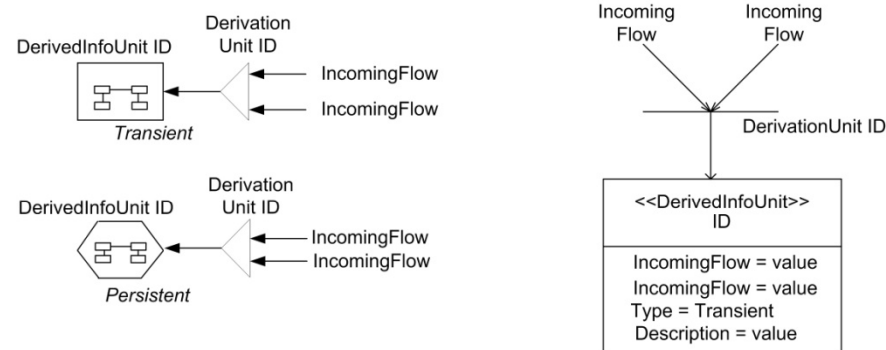 Derivation
Unit ID
DerivedInfoUnit ID
IncomingFlow
IncomingFlow
Transient
Derivation
Unit ID
DerivedInfoUnit ID
IncomingFlow
IncomingFlow
Persistent
Incoming
Flow
Incoming
Flow
DerivationUnit ID
<<DerivedInfoUnit>>
ID
IncomingFlow = value
IncomingFlow = value
Type = Transient
Description = value